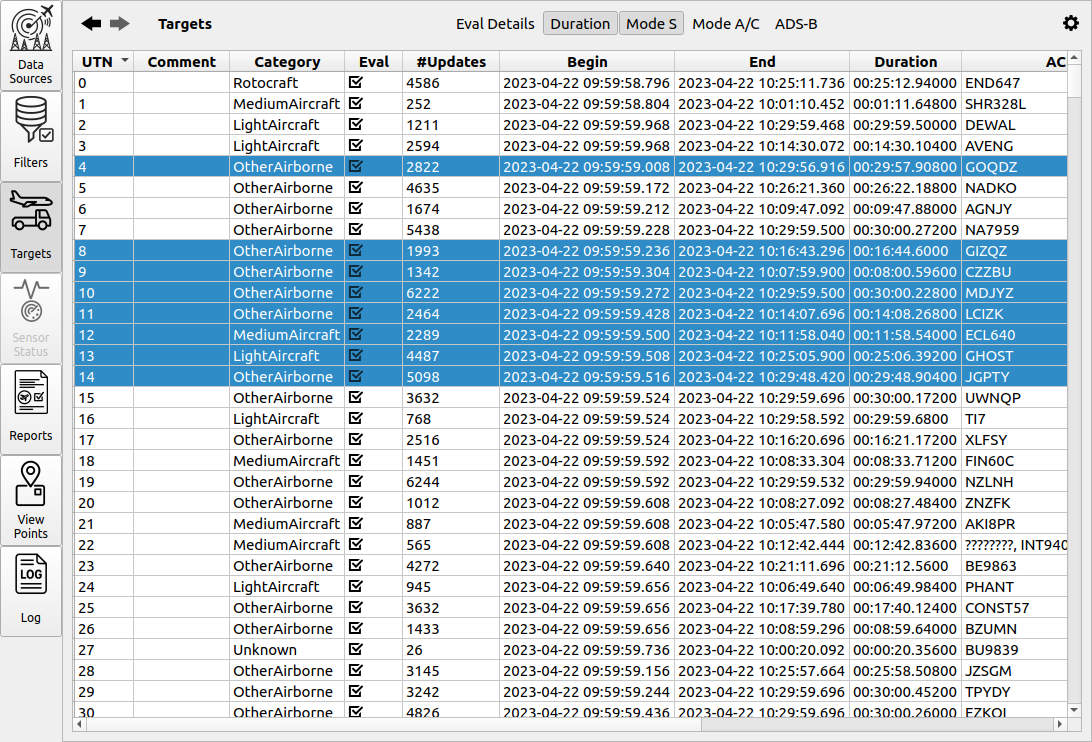 Targets Eval Details Duration Mode S Mode A/C ADS-B
Data
Sources
Filters
Targets
Sensor
Status
Reports
View
Points
LOG
Log
UTN Comment Category Eval #Updates Begin End Duration AC
0 Rotocraft 4586 2023-04-22 09:59:58.796 2023-04-22 10:25:11.736 00:25:12.94000 END647
1 MediumAircraft 252 2023-04-22 09:59:58.804 2023-04-22 10:01:10.452 00:01:11.64800 SHR328L
2 LightAircraft 1211 2023-04-22 09:59:59.968 2023-04-22 10:29:59.468 00:29:59.50000 DEWAL
3 LightAircraft 2594 2023-04-22 09:59:59.968 2023-04-22 10:14:30.072 00:14:30.10400 AVENG
4 OtherAirborne 2822 2023-04-22 09:59:59.008 2023-04-22 10:29:56.916 00:29:57.90800 GOQDZ
5 OtherAirborne 4635 2023-04-22 09:59:59.172 2023-04-22 10:26:21.360 00:26:22.18800 NADKO
6 OtherAirborne 1674 2023-04-22 09:59:59.212 2023-04-22 10:09:47.092 00:09:47.88000 AGNJY
7 OtherAirborne 5438 2023-04-22 09:59:59.228 2023-04-22 10:29:59.500 00:30:00.27200 NA7959
8 OtherAirborne 1993 2023-04-22 09:59:59.236 2023-04-22 10:16:43.296 00:16:44.6000 GIZQZ
9 OtherAirborne 1342 2023-04-22 09:59:59.304 2023-04-22 10:07:59.900 00:08:00.59600 CZZBU
10 OtherAirborne 6222 2023-04-22 09:59:59.272 2023-04-22 10:29:59.500 00:30:00.22800 MDJYZ
11 OtherAirborne 2464 2023-04-22 09:59:59.428 2023-04-22 10:14:07.696 00:14:08.26800 LCIZK
12 MediumAircraft 2289 2023-04-22 09:59:59.500 2023-04-22 10:11:58.040 00:11:58.54000 ECL640
13 LightAircraft 4487 2023-04-22 09:59:59.508 2023-04-22 10:25:05.900 00:25:06.39200 GHOST
14 OtherAirborne 5098 2023-04-22 09:59:59.516 2023-04-22 10:29:48.420 00:29:48.90400 JGPTY
15 OtherAirborne 3632 2023-04-22 09:59:59.524 2023-04-22 10:29:59.696 00:30:00.17200 UWNQP
16 LightAircraft 768 2023-04-22 09:59:59.524 2023-04-22 10:29:58.592 00:29:59.6800 TI7
17 OtherAirborne 2516 2023-04-22 09:59:59.524 2023-04-22 10:16:20.696 00:16:21.17200 XLFSY
18 MediumAircraft 1451 2023-04-22 09:59:59.592 2023-04-22 10:08:33.304 00:08:33.71200 FIN60C
19 OtherAirborne 6244 2023-04-22 09:59:59.592 2023-04-22 10:29:59.532 00:29:59.94000 NZLNH
20 OtherAirborne 1012 2023-04-22 09:59:59.608 2023-04-22 10:08:27.092 00:08:27.48400 ZNZFK
21 MediumAircraft 887 2023-04-22 09:59:59.608 2023-04-22 10:05:47.580 00:05:47.97200 AKI8PR
22 MediumAircraft 565 2023-04-22 09:59:59.608 2023-04-22 10:12:42.444 00:12:42.83600 ????????, INT940
23 OtherAirborne 4272 2023-04-22 09:59:59.640 2023-04-22 10:21:11.696 00:21:12.5600 BE9863
24 LightAircraft 945 2023-04-22 09:59:59.656 2023-04-22 10:06:49.640 00:06:49.98400 PHANT
25 OtherAirborne 3632 2023-04-22 09:59:59.656 2023-04-22 10:17:39.780 00:17:40.12400 CONST57
26 OtherAirborne 1433 2023-04-22 09:59:59.656 2023-04-22 10:08:59.296 00:08:59.64000 BZUMN
27 Unknown 26 2023-04-22 09:59:59.736 2023-04-22 10:00:20.092 00:00:20.35600 BU9839
28 OtherAirborne 3145 2023-04-22 09:59:59.156 2023-04-22 10:25:57.664 00:25:58.50800 JZSGM
29 OtherAirborne 3242 2023-04-22 09:59:59.244 2023-04-22 10:29:59.696 00:30:00.45200 TPYDY
30 OtherAirborne 4826 2023-04-22 09:59:59.436 2023-04-22 10:29:59.696 00:30:00.26000